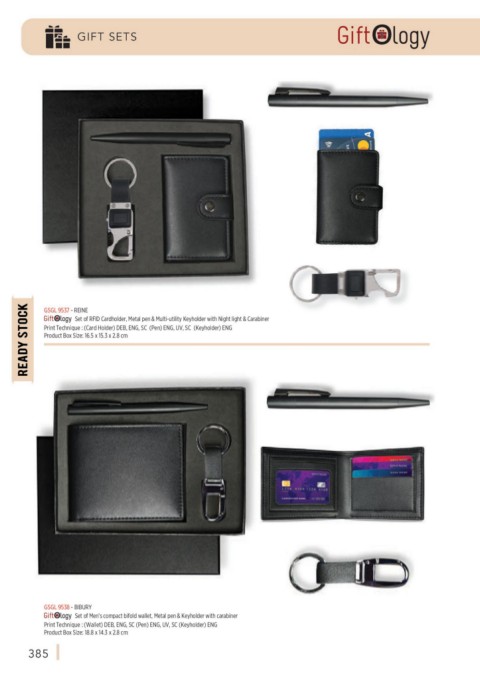 GIFT SETS
GiftOlogy
READY STOCK
GSGL 9537 - REINE
GiftOlogy Set of RFID Cardholder, Metal pen & Multi-utility Keyholder with Night light & Carabiner
Print Technique : (Card Holder) DEB, ENG, SC (Pen) ENG, UV, SC (Keyholder) ENG
Product Box Size: 16.5 x 15.3 x 2.8 cm
GSGL 9538 - BIBURY
GiftOlogy Set of Men's compact bifold wallet, Metal pen & Keyholder with carabiner
Print Technique : (Wallet) DEB, ENG, SC (Pen) ENG, UV, SC (Keyholder) ENG
Product Box Size: 18.8 x 14.3 x 2.8 cm
385